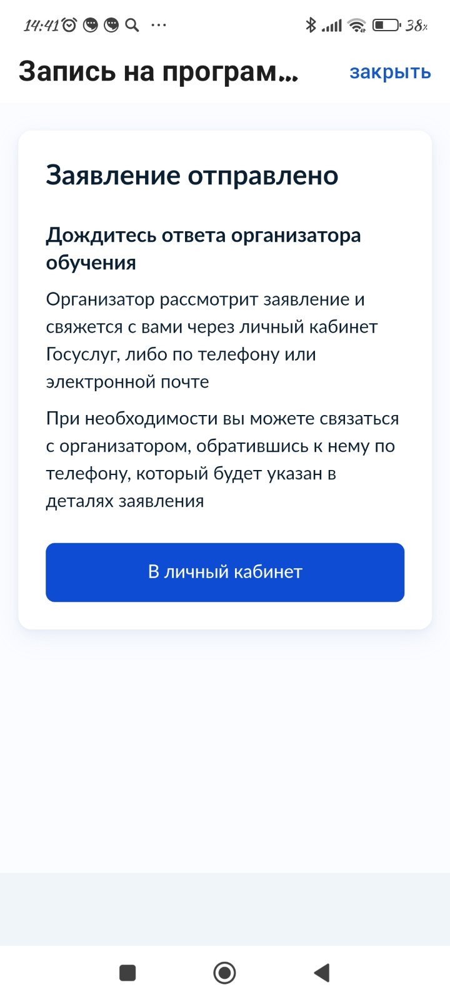 14:41 ... 38%
Запись на програм... закрыть
Заявление отправлено
Дождитесь ответа организатора
обучения
Организатор рассмотрит заявление и
свяжется с вами через личный кабинет
Госуслуг, либо по телефону или
электронной почте
При необходимости вы можете связаться
с организатором, обратившись к нему по
телефону, который будет указан в
деталях заявления
В личный кабинет